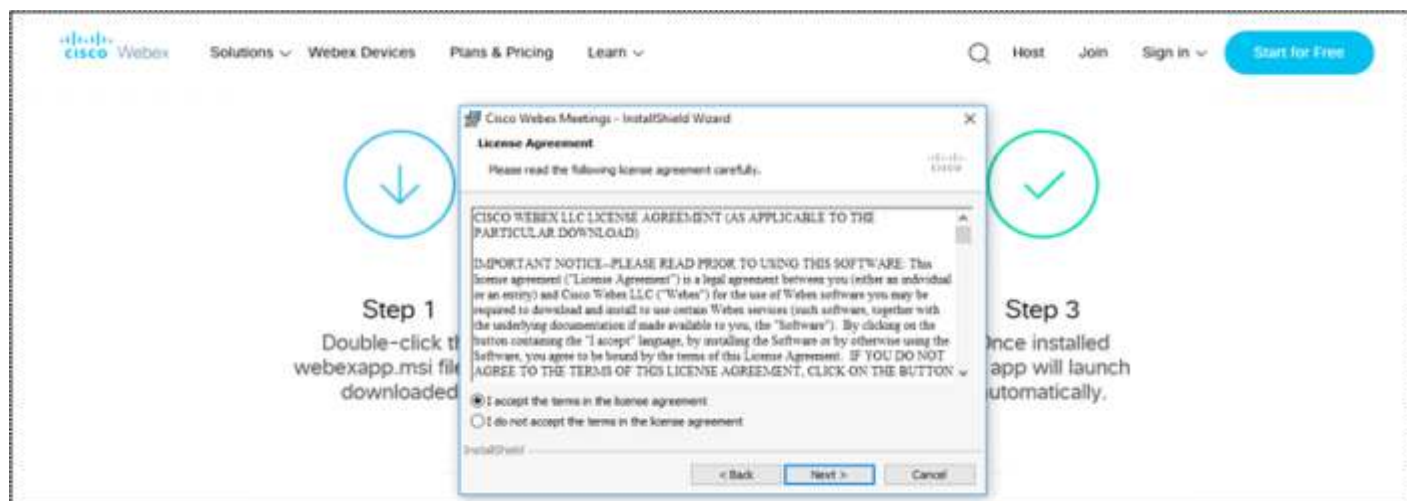 CISCO Webex Solutions Webex Devices Plans & Pricing Learn Host Join Sign in Start for Free
Cisco Webex Meetings - InstallShield Wizard
License Agreement
Please read the following license agreement carefully.
CISCO
CISCO WEBEX LLC LICENSE AGREEMENT (AS APPLICABLE TO THE
PARTICULAR DOWNLOAD)
IMPORTANT NOTICE--PLEASE READ PRIOR TO USING THIS SOFTWARE: This
license agreement ("License Agreement") is a legal agreement between you (either an individual
or an entity) and Cisco Webex LLC ("Webex") for the use of Webex software you may be
required to download and install to use certain Webex services (such software, together with
the underlying documentation if made available to you, the "Software"). By clicking on the
button containing the "I accept" language, by installing the Software or by otherwise using the
Software, you agree to be bound by the terms of this License Agreement. IF YOU DO NOT
AGREE TO THE TERMS OF THIS LICENSE AGREEMENT, CLICK ON THE BUTTON
I accept the terms in the license agreement
I do not accept the terms in the license agreement
InstallShield
< Back Next > Cancel
Step 1
Double-click th
webexapp.msi file
downloaded
Step 3
Once installed
app will launch
automatically.